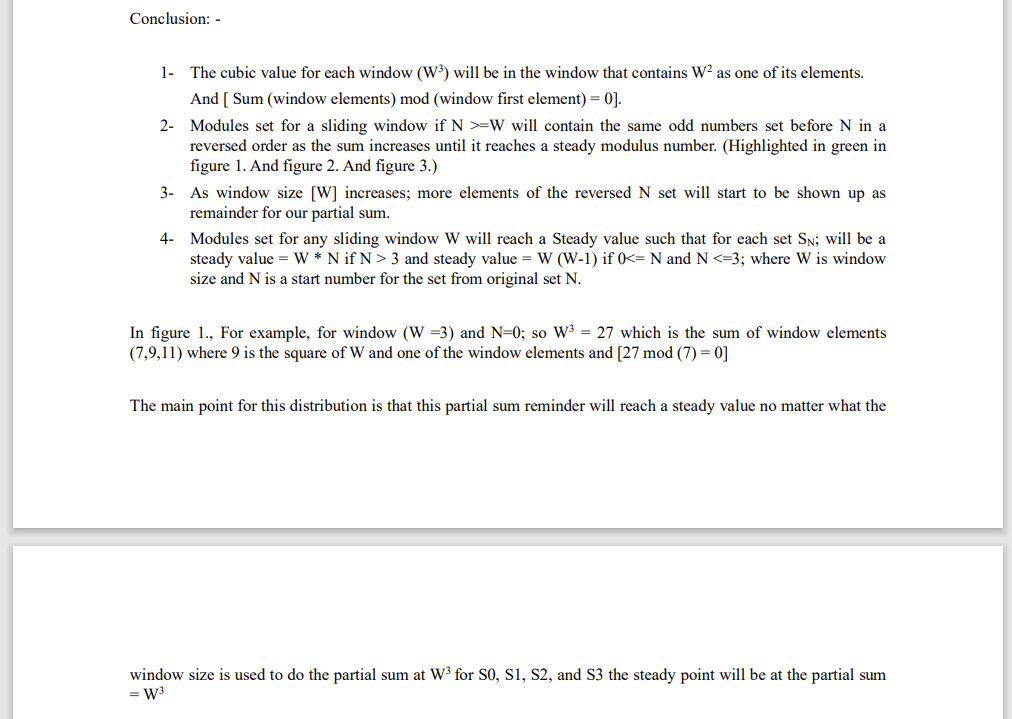 Conclusion: -
1- The cubic value for each window (W³) will be in the window that contains W² as one of its elements.
And [ Sum (window elements) mod (window first element) = 0].
2- Modules set for a sliding window if N >=W will contain the same odd numbers set before N in a
reversed order as the sum increases until it reaches a steady modulus number. (Highlighted in green in
figure 1. And figure 2. And figure 3.)
3- As window size [W] increases; more elements of the reversed N set will start to be shown up as
remainder for our partial sum.
4- Modules set for any sliding window W will reach a Steady value such that for each set S_N; will be a
steady value = W * N if N > 3 and steady value = W (W-1) if 0<= N and N <=3; where W is window
size and N is a start number for the set from original set N.
In figure 1., For example, for window (W =3) and N=0; so W³ = 27 which is the sum of window elements
(7,9,11) where 9 is the square of W and one of the window elements and [27 mod (7) = 0]
The main point for this distribution is that this partial sum reminder will reach a steady value no matter what the
window size is used to do the partial sum at W³ for S0, S1, S2, and S3 the steady point will be at the partial sum
= W³